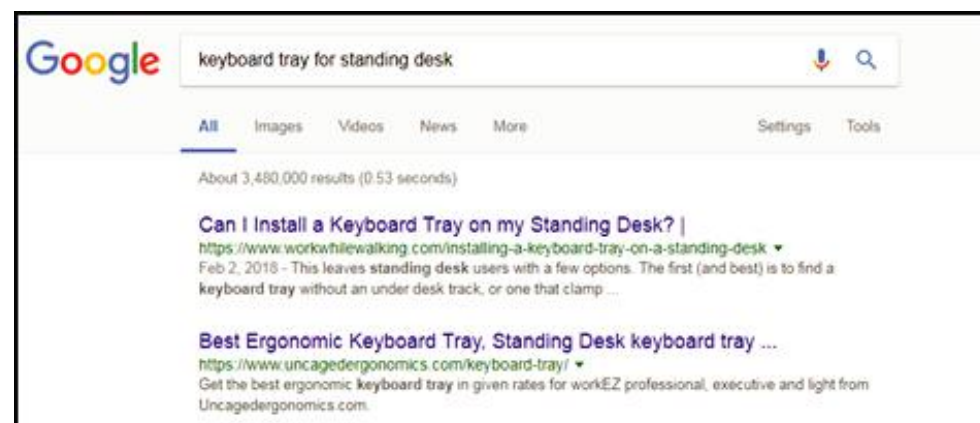 Google
keyboard tray for standing desk
All Images Videos News More Settings Tools
About 3,480,000 results (0.53 seconds)
Can I Install a Keyboard Tray on my Standing Desk? |
https://www.workwhilewalking.com/installing-a-keyboard-tray-on-a-standing-desk
Feb 2, 2018 - This leaves standing desk users with a few options. The first (and best) is to find a
keyboard tray without an under desk track, or one that clamp ...
Best Ergonomic Keyboard Tray, Standing Desk keyboard tray ...
https://www.uncagedergonomics.com/keyboard-tray/
Get the best ergonomic keyboard tray in given rates for workEZ professional, executive and light from
Uncagedergonomics.com.